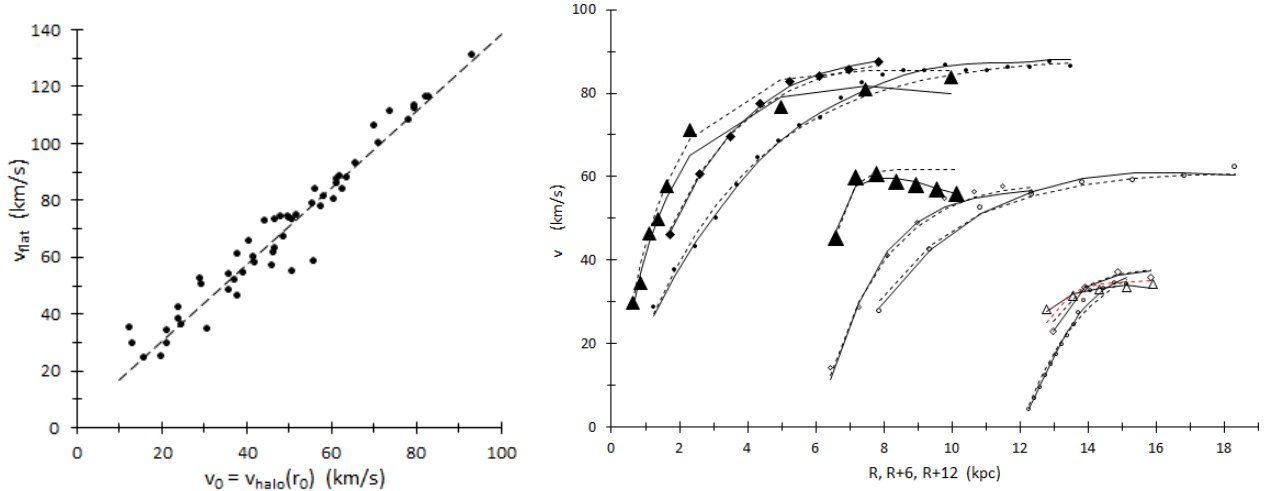 140
120
100
80
60
40
20
0
v_flat (km/s)
0 20 40 60 80 100
v₀ = v_halo(r₀) (km/s)
100
80
60
40
20
0
v (km/s)
0 2 4 6 8 10 12 14 16 18
R, R+6, R+12 (kpc)